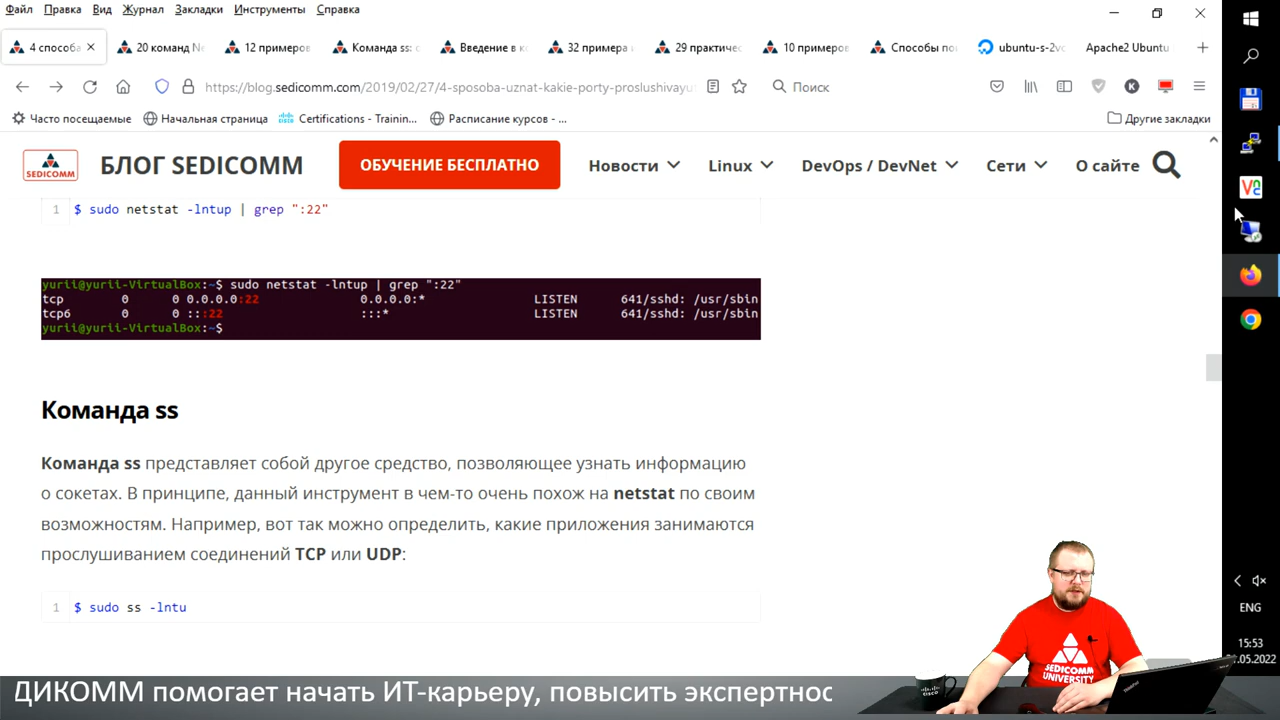 Файл Правка Вид Журнал Закладки Инструменты Справка
4 способа 20 команд Ne 12 примеров Команда ss: Введение в к 32 примера 29 практиче 10 примеров Способы по ubuntu-s-2vc Apache2 Ubuntu
https://blog.sedicomm.com/2019/02/27/4-sposoba-uznat-kakie-porty-proslushivayu Поиск
Часто посещаемые Начальная страница Certifications - Trainin... Расписание курсов - ... Другие закладки
SEDICOMM БЛОГ SEDICOMM ОБУЧЕНИЕ БЕСПЛАТНО Новости Linux DevOps / DevNet Сети О сайте
1 $ sudo netstat -lntup | grep ":22"
yurii@yurii-VirtualBox:~$ sudo netstat -lntup | grep ":22"
tcp 0 0 0.0.0.0:22 0.0.0.0:* LISTEN 641/sshd: /usr/sbin
tcp6 0 0 :::22 :::* LISTEN 641/sshd: /usr/sbin
yurii@yurii-VirtualBox:~$
Команда ss
Команда ss представляет собой другое средство, позволяющее узнать информацию
о сокетах. В принципе, данный инструмент в чем-то очень похож на netstat по своим
возможностям. Например, вот так можно определить, какие приложения занимаются
прослушиванием соединений TCP или UDP:
1 $ sudo ss -lntu
ENG
15:53
.05.2022
SEDICOMM
UNIVERSITY
CISCO
ThinkPad
ДИКОММ помогает начать ИТ-карьеру, повысить экспертнос